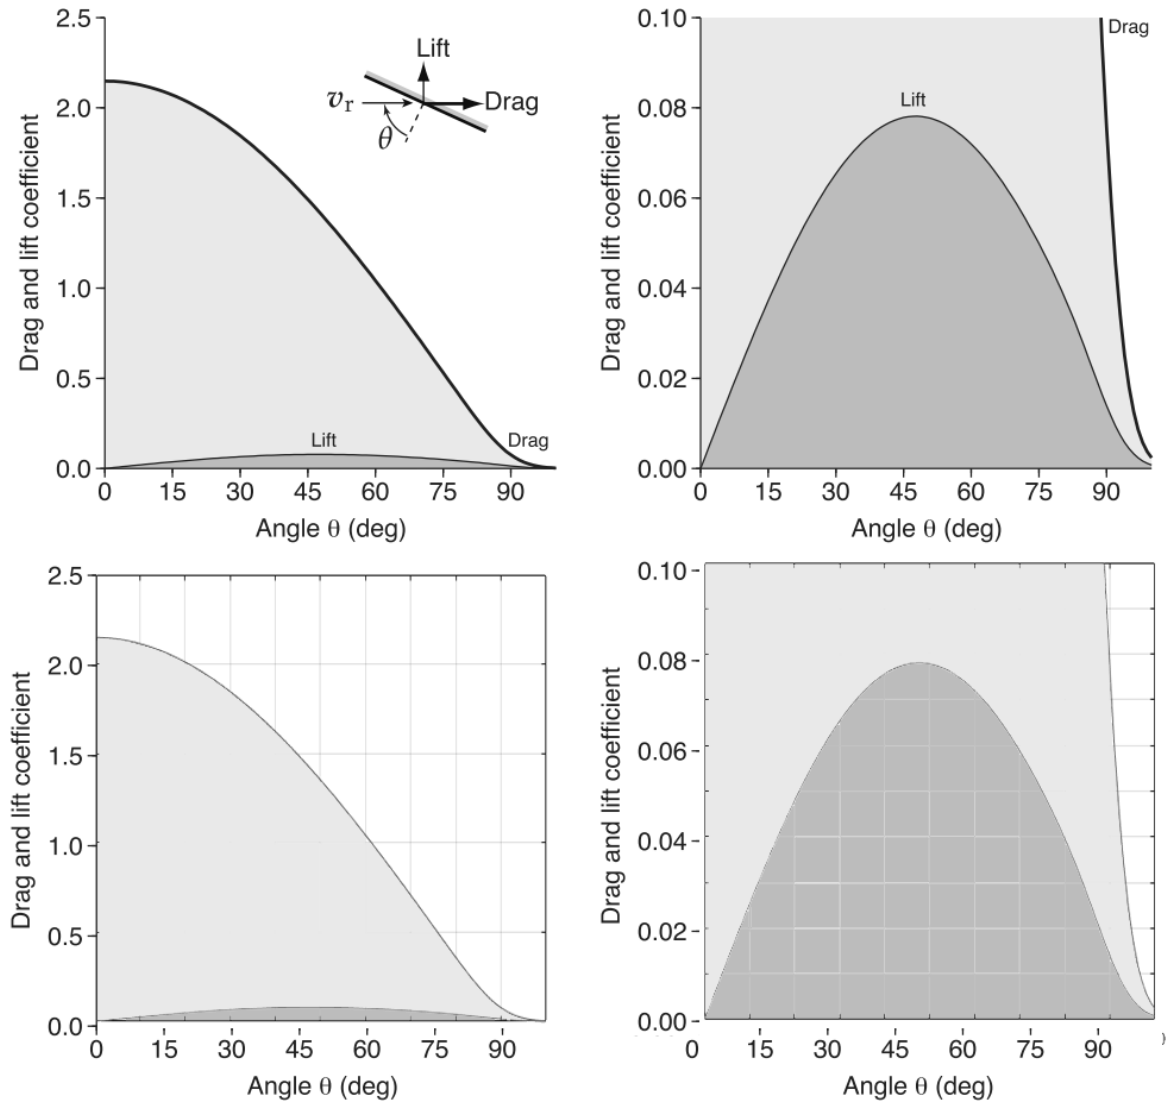 2.5
2.0
1.5
1.0
0.5
0.0
Drag and lift coefficient
Lift
vr
Drag
θ
Lift
Drag
0 15 30 45 60 75 90
Angle θ (deg)
0.10
0.08
0.06
0.04
0.02
0.00
Drag and lift coefficient
Drag
Lift
0 15 30 45 60 75 90
Angle θ (deg)
2.5
2.0
1.5
1.0
0.5
0.0
Drag and lift coefficient
0 15 30 45 60 75 90
Angle θ (deg)
0.10
0.08
0.06
0.04
0.02
0.00
Drag and lift coefficient
0 15 30 45 60 75 90
Angle θ (deg)